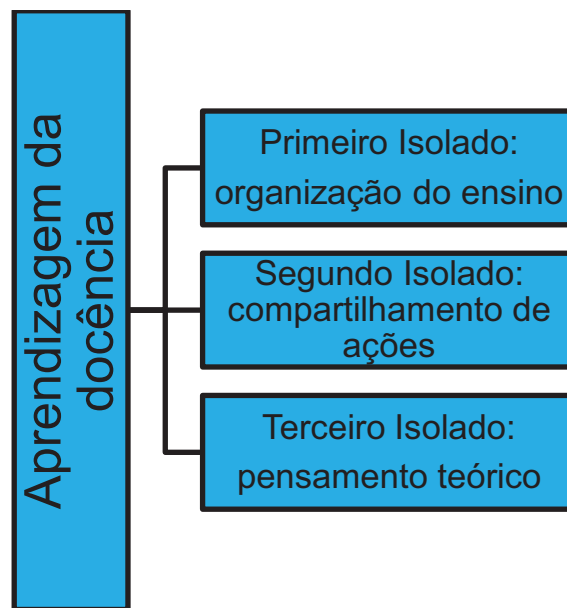 Aprendizagem da
docência
Primeiro Isolado:
organização do ensino
Segundo Isolado:
compartilhamento de
ações
Terceiro Isolado:
pensamento teórico